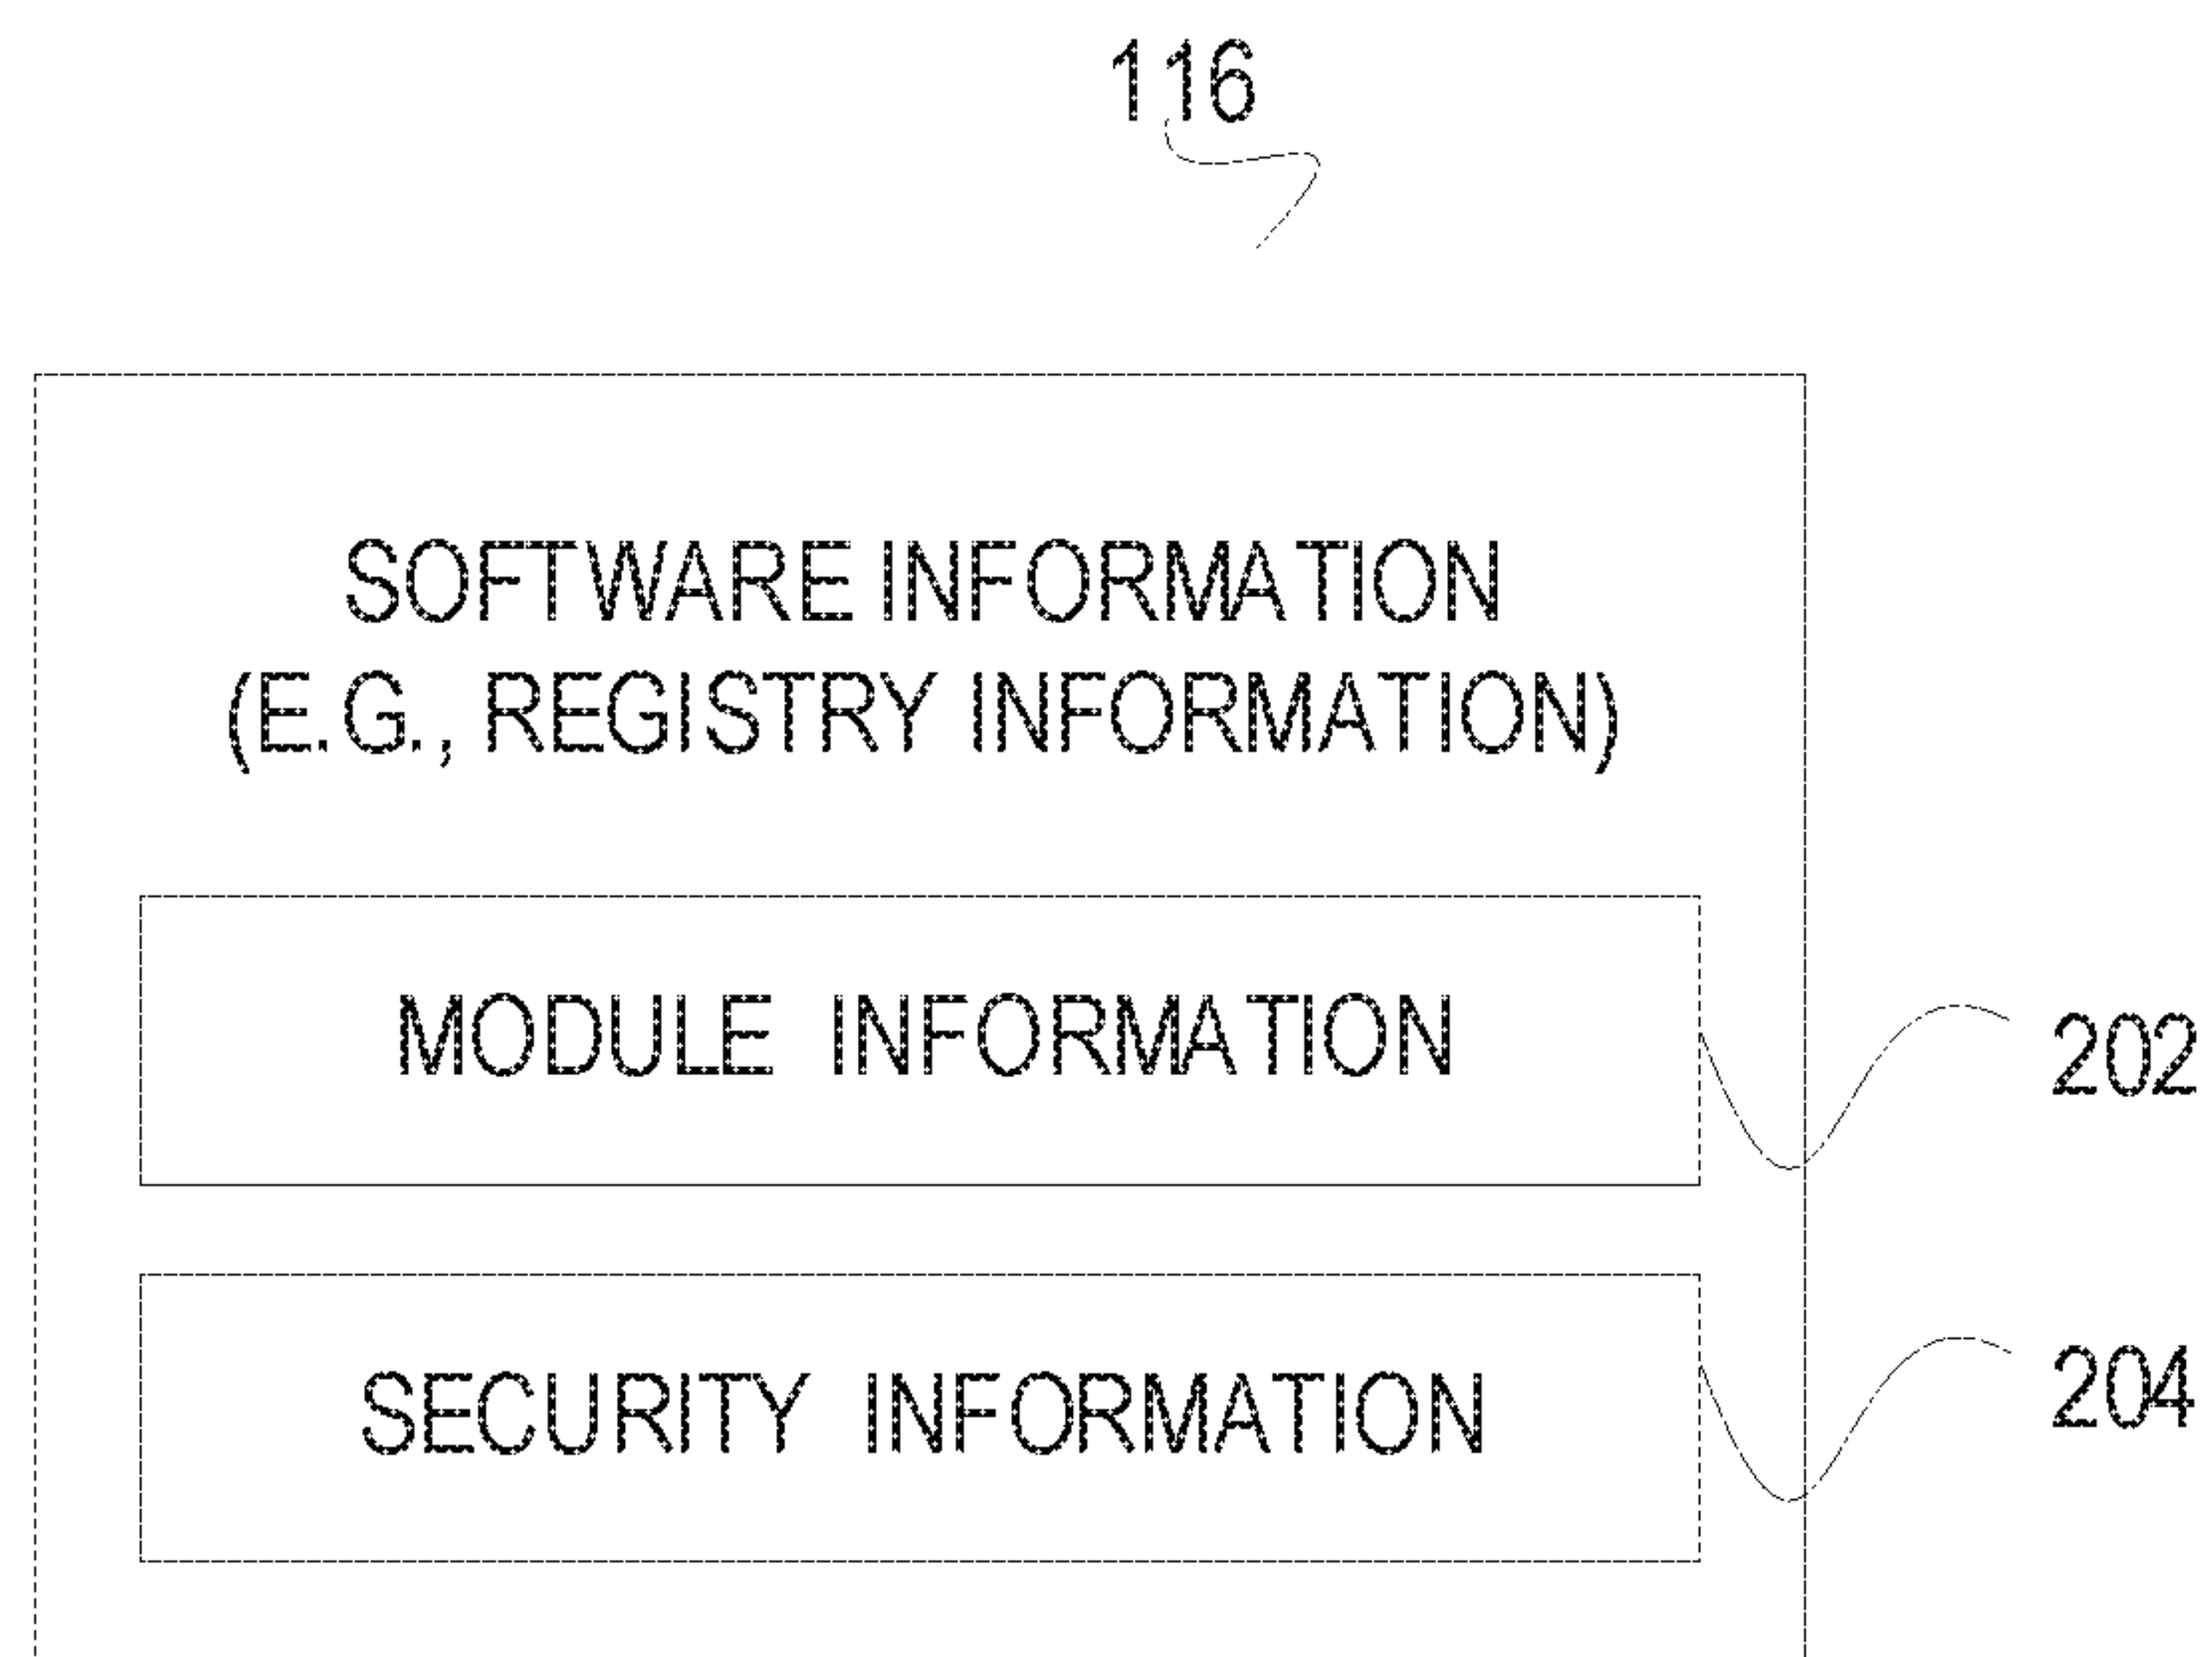 116
SOFTWARE INFORMATION
(E.G., REGISTRY INFORMATION)
MODULE INFORMATION
202
SECURITY INFORMATION
204